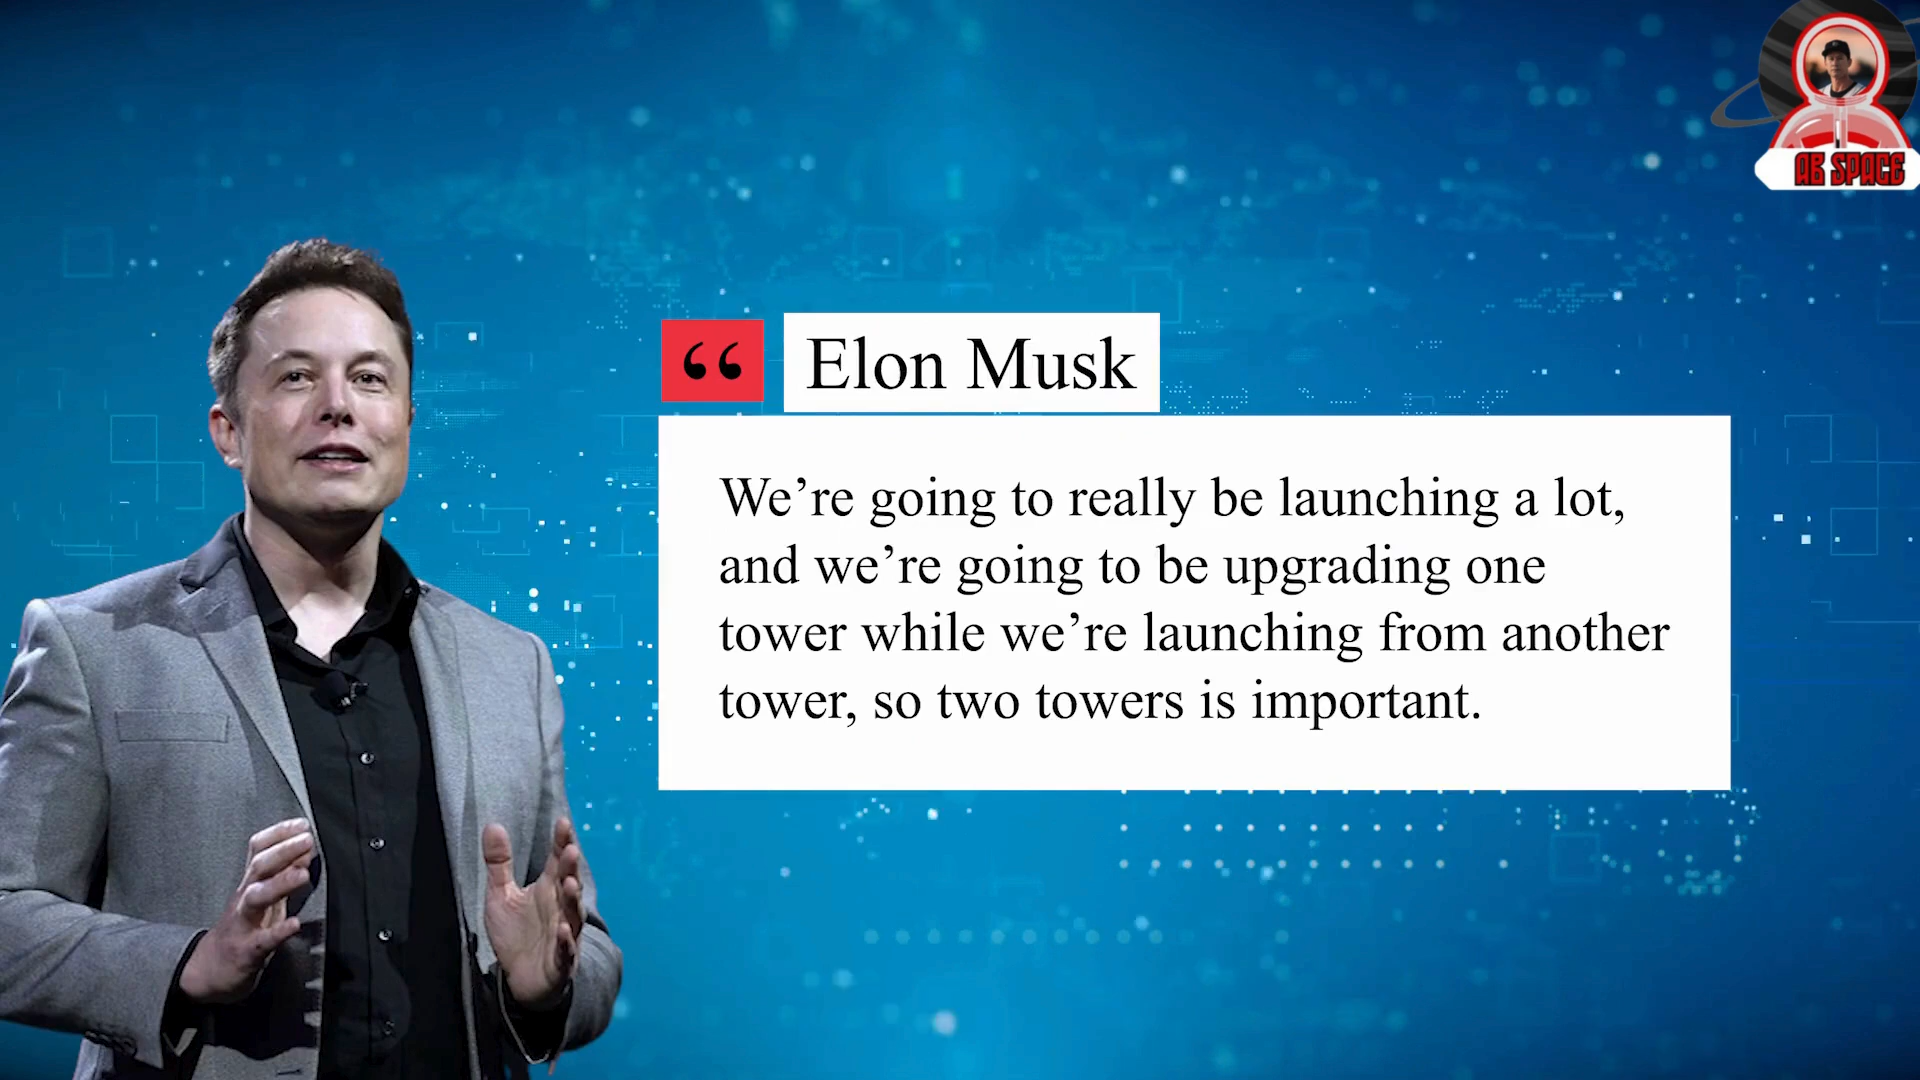 AB SPACE
“ Elon Musk
We’re going to really be launching a lot,
and we’re going to be upgrading one
tower while we’re launching from another
tower, so two towers is important.